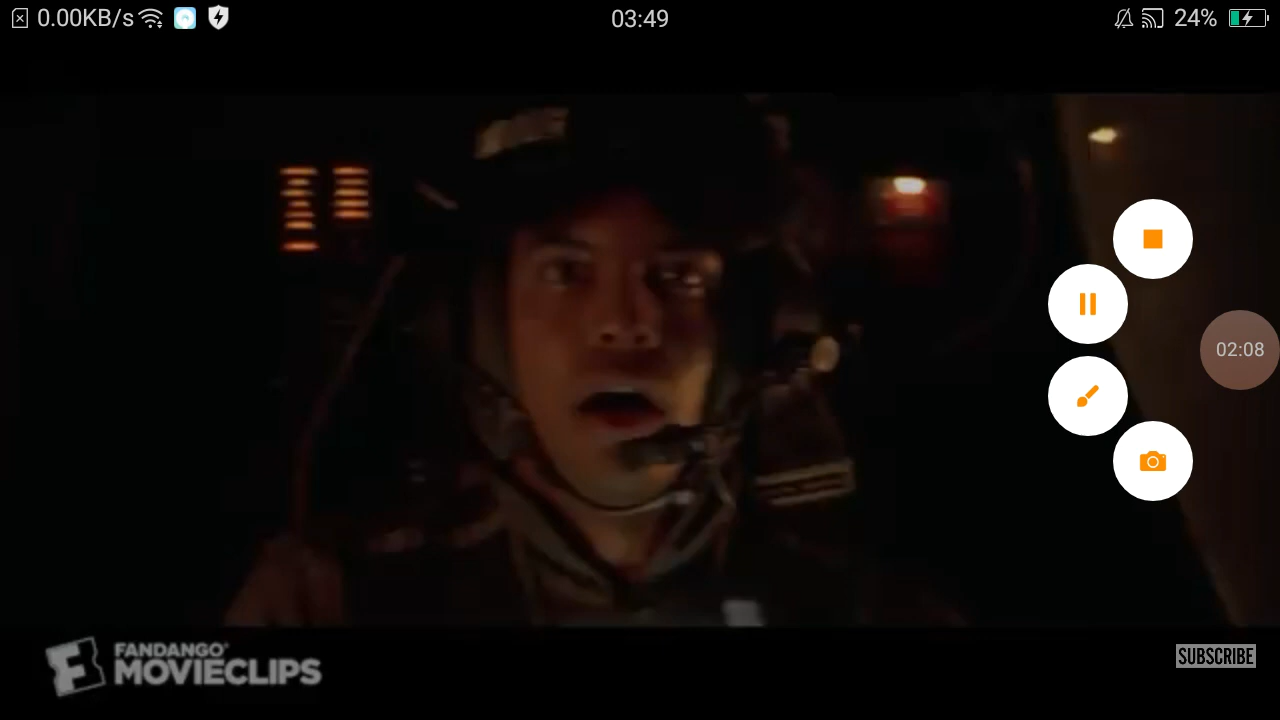 0.00KB/s
03:49
24%
02:08
FANDANGO
MOVIECLIPS
SUBSCRIBE